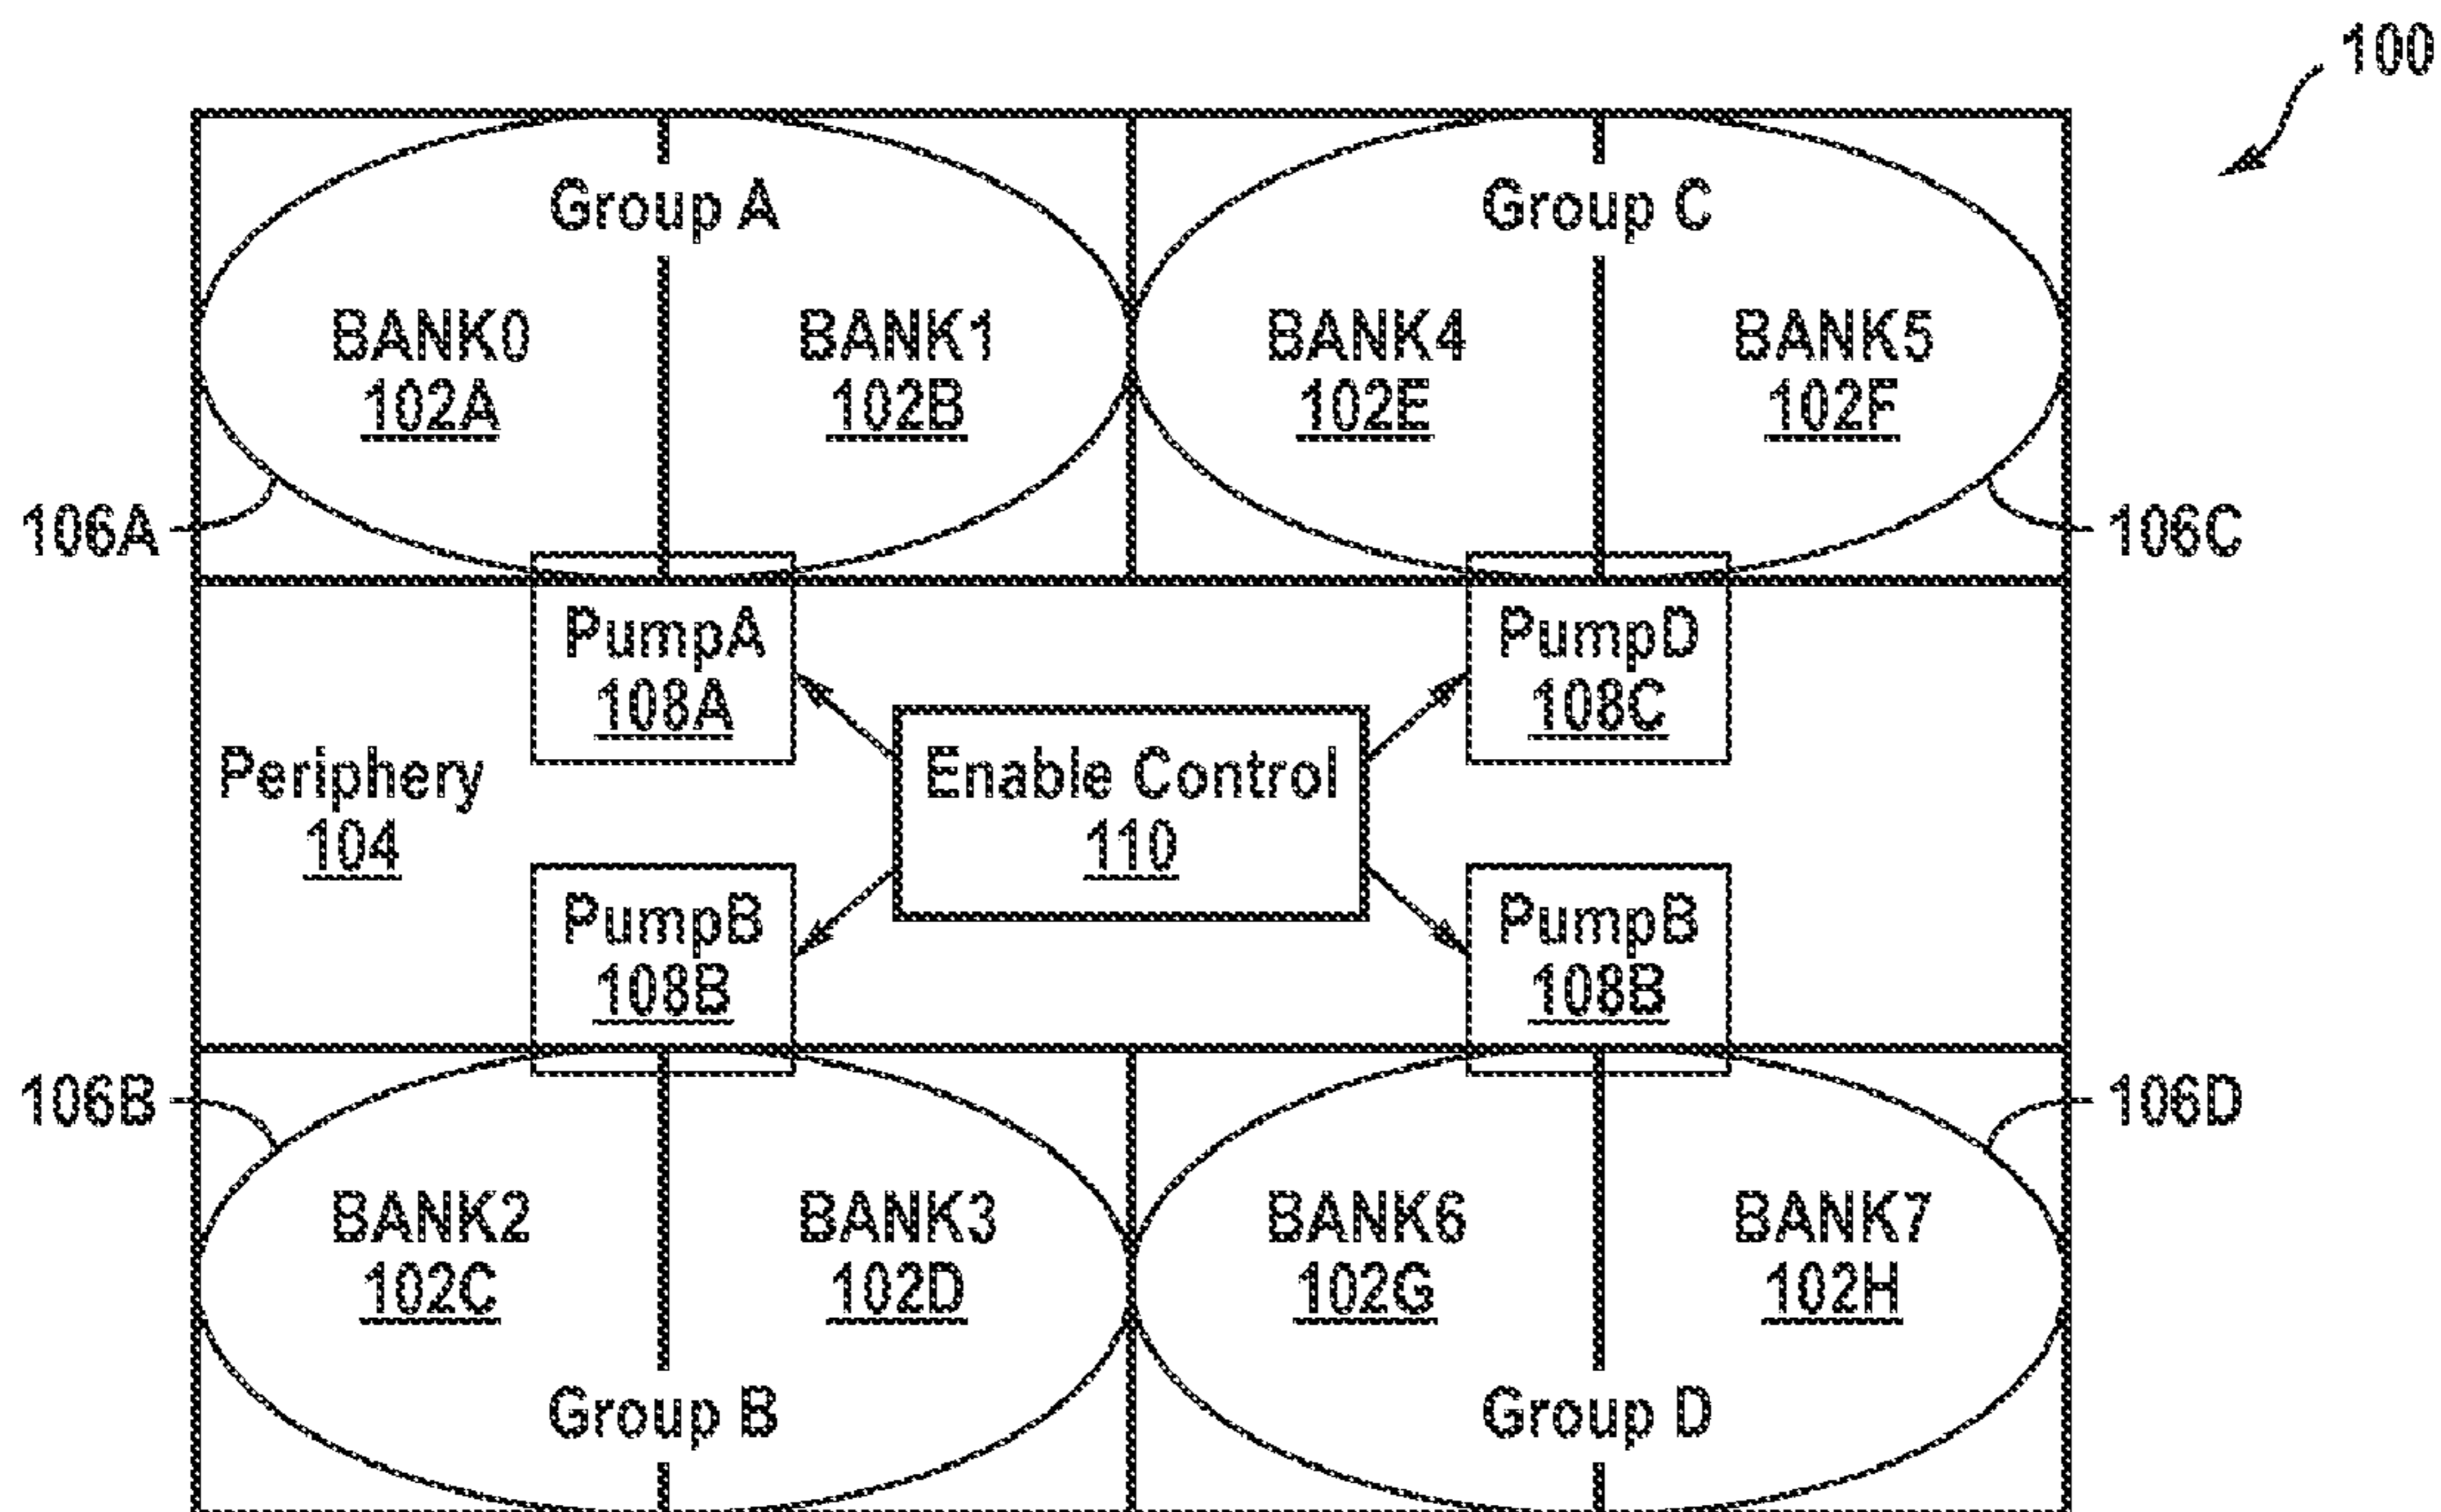 100
Group A
Group C
BANK0
BANK1
BANK4
BANK5
102A
102B
102E
102F
106A
106C
PumpA
PumpD
108A
108C
Periphery
Enable Control
104
110
PumpB
PumpB
108B
108B
106B
106D
BANK2
BANK3
BANK6
BANK7
102C
102D
102G
102H
Group B
Group D